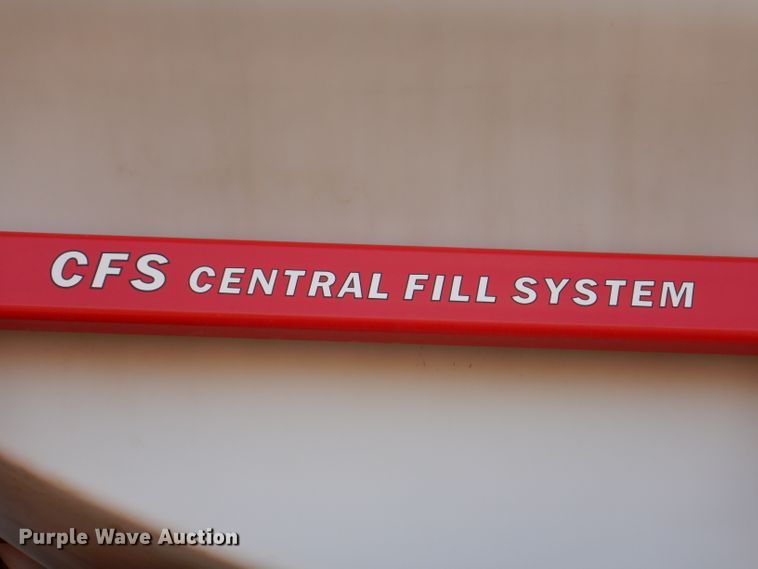 CFS CENTRAL FILL SYSTEM
Purple Wave Auction